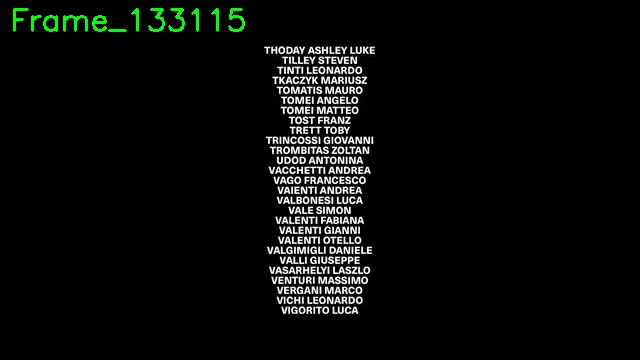 Frame_133115
THODAY ASHLEY LUKE
TILLEY STEVEN
TINTI LEONARDO
TKACZYK MARIUSZ
TOMATIS MAURO
TOMEI ANGELO
TOMEI MATTEO
TOST FRANZ
TRETT TOBY
TRINCOSSI GIOVANNI
TROMBITAS ZOLTAN
UDOD ANTONINA
VACCHETTI ANDREA
VAGO FRANCESCO
VAIENTI ANDREA
VALBONESI LUCA
VALE SIMON
VALENTI FABIANA
VALENTI GIANNI
VALENTI OTELLO
VALGIMIGLI DANIELE
VALLI GIUSEPPE
VASARHELYI LASZLO
VENTURI MASSIMO
VERGANI MARCO
VICHI LEONARDO
VIGORITO LUCA